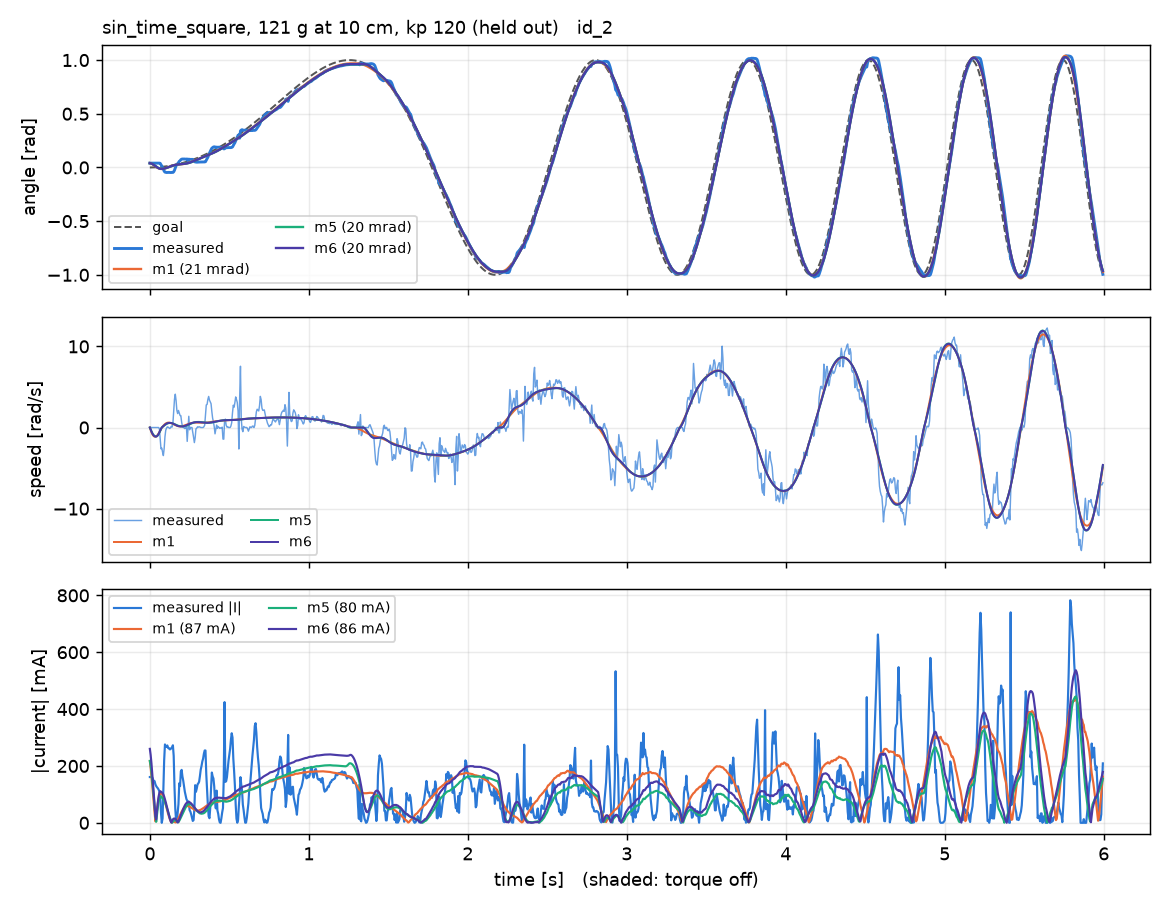 sin_time_square, 121 g at 10 cm, kp 120 (held out)   id_2
angle [rad]
1.0
0.5
0.0
−0.5
−1.0
goal
measured
m1 (21 mrad)
m5 (20 mrad)
m6 (20 mrad)
speed [rad/s]
10
0
−10
measured
m1
m5
m6
|current| [mA]
800
600
400
200
0
measured |I|
m1 (87 mA)
m5 (80 mA)
m6 (86 mA)
0 1 2 3 4 5 6
time [s]   (shaded: torque off)